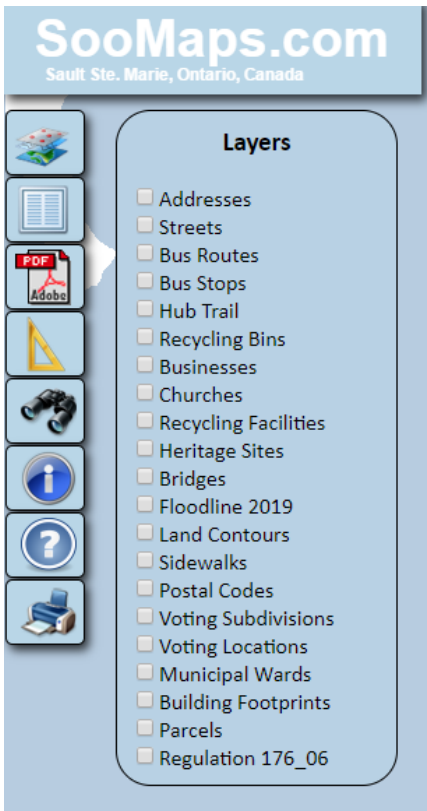 SooMaps.com
Sault Ste. Marie, Ontario, Canada
Layers
Addresses
Streets
Bus Routes
Bus Stops
Hub Trail
Recycling Bins
Businesses
Churches
Recycling Facilities
Heritage Sites
Bridges
Floodline 2019
Land Contours
Sidewalks
Postal Codes
Voting Subdivisions
Voting Locations
Municipal Wards
Building Footprints
Parcels
Regulation 176_06
PDF
Adobe
i
?